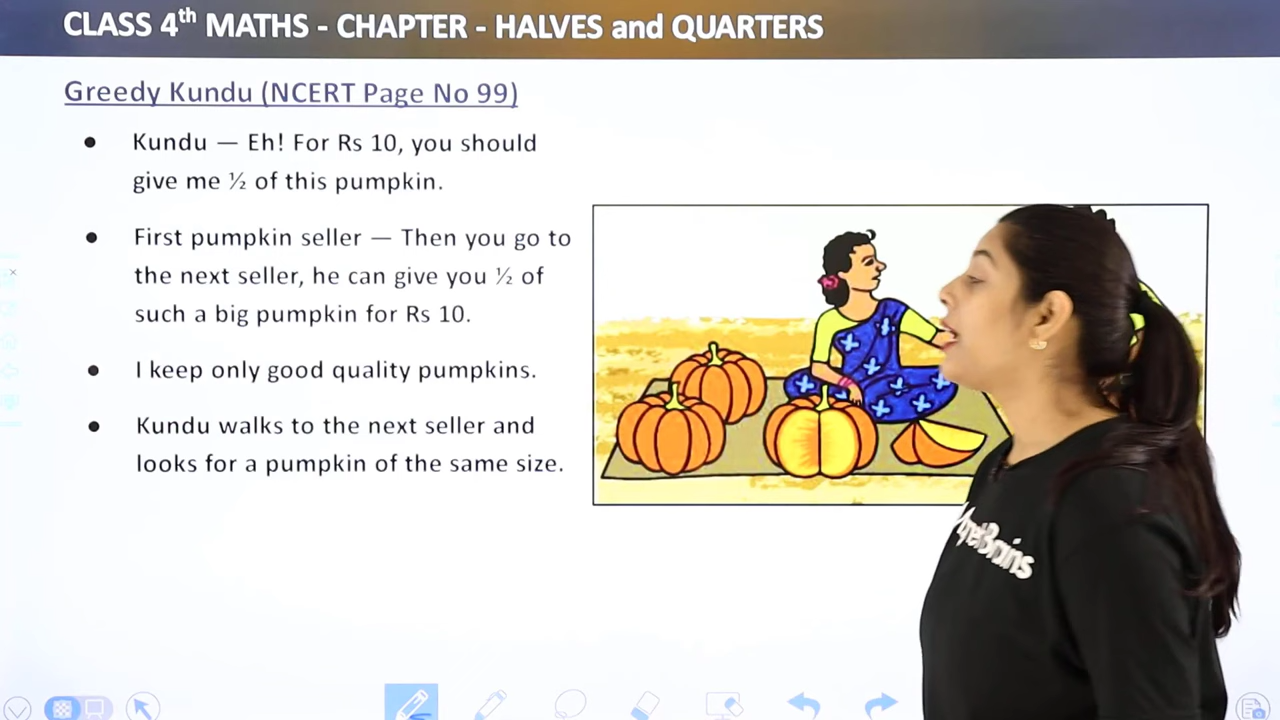 CLASS 4th MATHS - CHAPTER - HALVES and QUARTERS
Greedy Kundu (NCERT Page No 99)
● Kundu — Eh! For Rs 10, you should
give me ½ of this pumpkin.
● First pumpkin seller — Then you go to
the next seller, he can give you ½ of
such a big pumpkin for Rs 10.
● I keep only good quality pumpkins.
● Kundu walks to the next seller and
looks for a pumpkin of the same size.